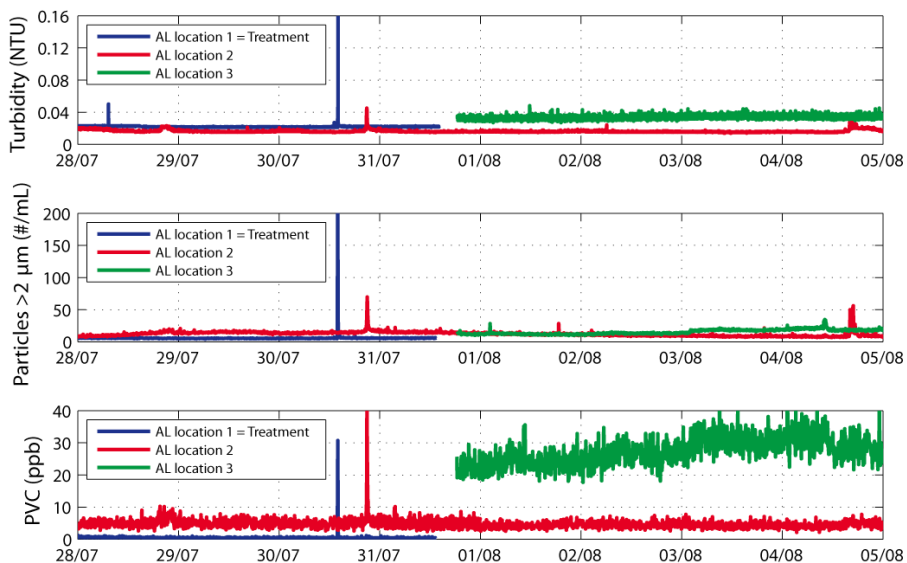 Turbidity (NTU)
0.16
0.12
0.08
0.04
0
AL location 1 = Treatment
AL location 2
AL location 3
28/07 29/07 30/07 31/07 01/08 02/08 03/08 04/08 05/08
Particles >2 µm (#/mL)
200
150
100
50
0
AL location 1 = Treatment
AL location 2
AL location 3
28/07 29/07 30/07 31/07 01/08 02/08 03/08 04/08 05/08
PVC (ppb)
40
30
20
10
0
AL location 1 = Treatment
AL location 2
AL location 3
28/07 29/07 30/07 31/07 01/08 02/08 03/08 04/08 05/08